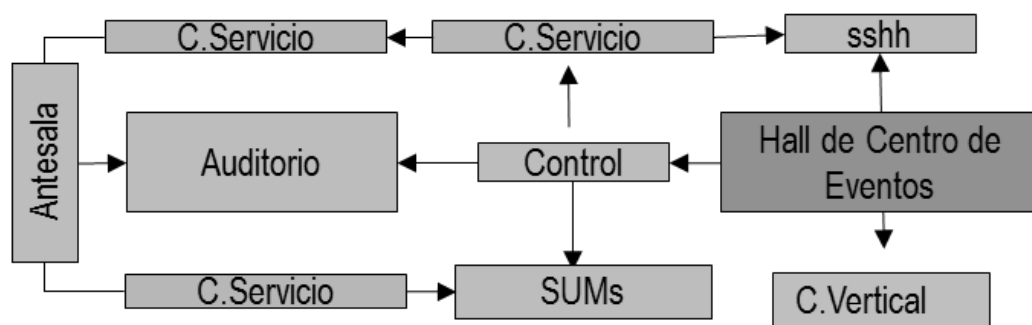 C.Servicio
C.Servicio
sshh
Antesala
Auditorio
Control
Hall de Centro de
Eventos
C.Servicio
SUMs
C.Vertical